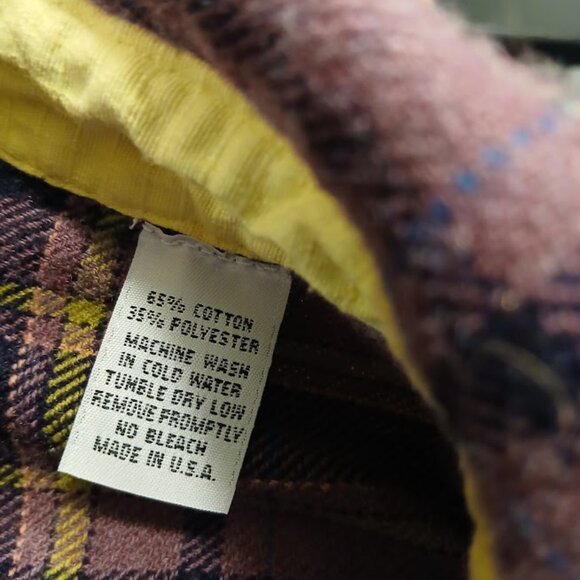 65% COTTON
35% POLYESTER
MACHINE WASH
IN COLD WATER
TUMBLE DRY LOW
REMOVE PROMPTLY
NO BLEACH
MADE IN U.S.A.